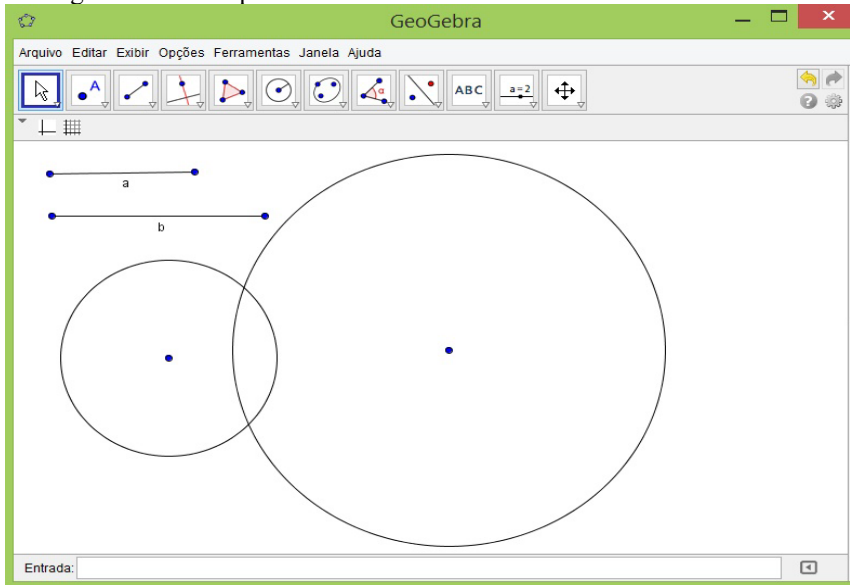 GeoGebra
Arquivo Editar Exibir Opções Ferramentas Janela Ajuda
A α ABC a=2
a
b
Entrada: